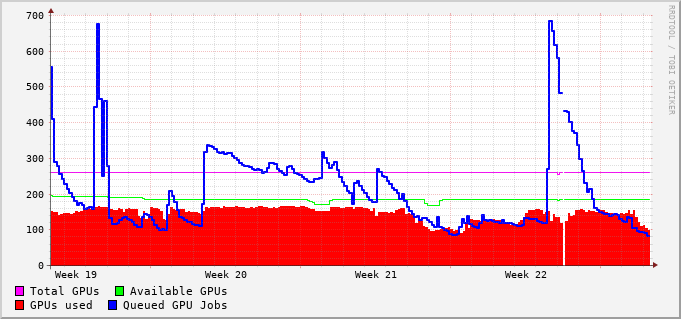 700
600
500
400
300
200
100
0
Week 19 Week 20 Week 21 Week 22
Total GPUs Available GPUs
GPUs used Queued GPU Jobs
RRDTOOL / TOBI OETIKER